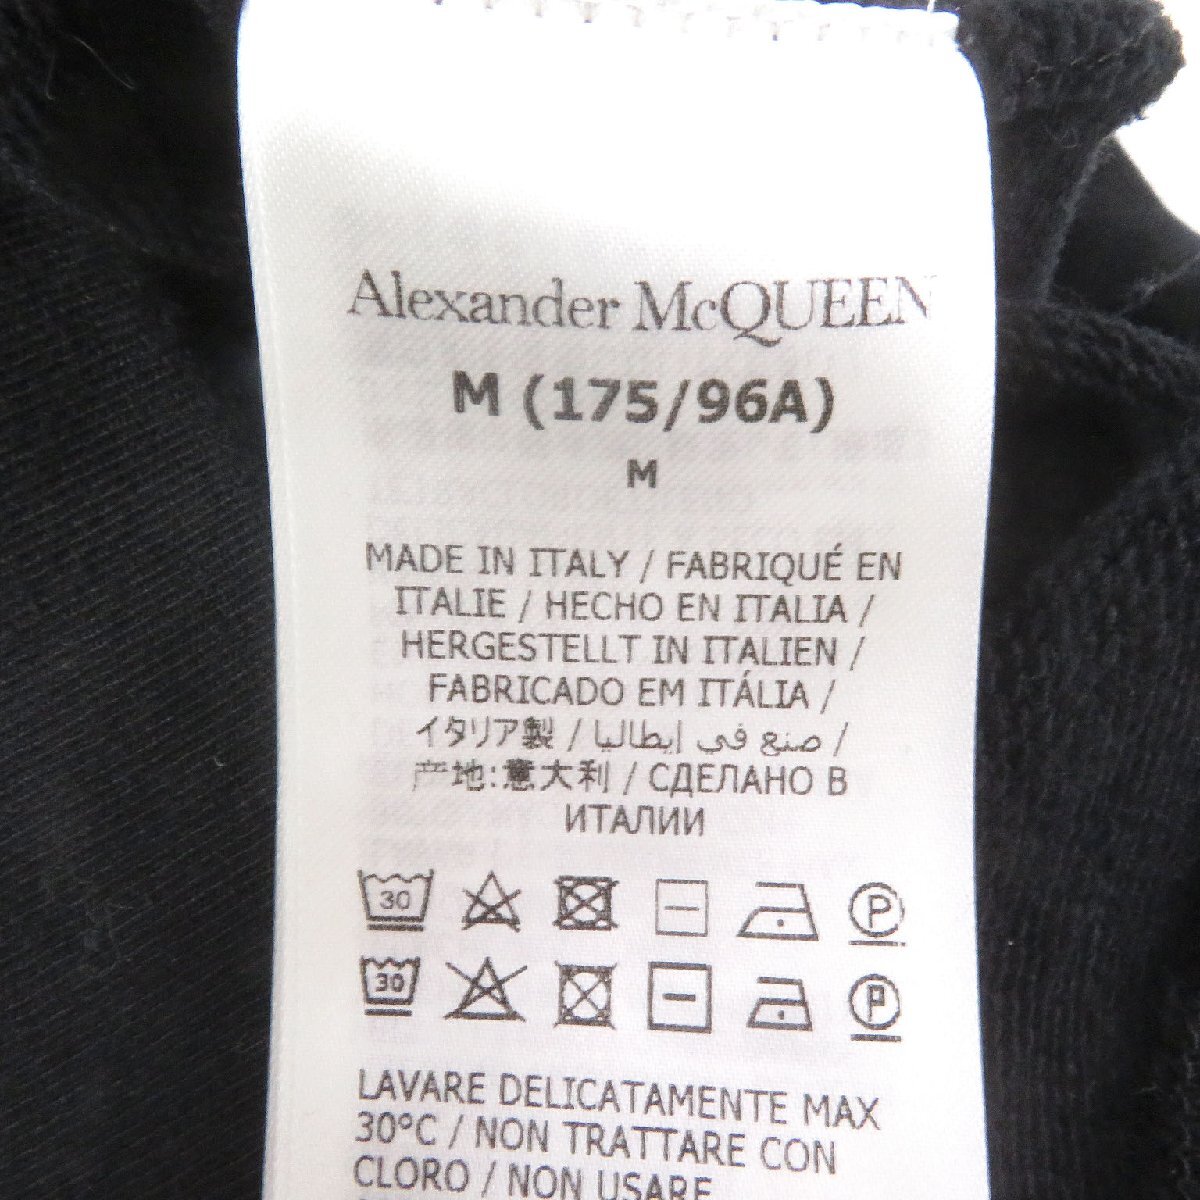 Alexander McQUEEN
M (175/96A)
M
MADE IN ITALY / FABRIQUÉ EN
ITALIE / HECHO EN ITALIA /
HERGESTELLT IN ITALIEN /
FABRICADO EM ITÁLIA /
イタリア製 / صنع في إيطاليا /
产地:意大利 / СДЕЛАНО В
ИТАЛИИ
30 P
30 P
LAVARE DELICATAMENTE MAX
30°C / NON TRATTARE CON
CLORO / NON USARE